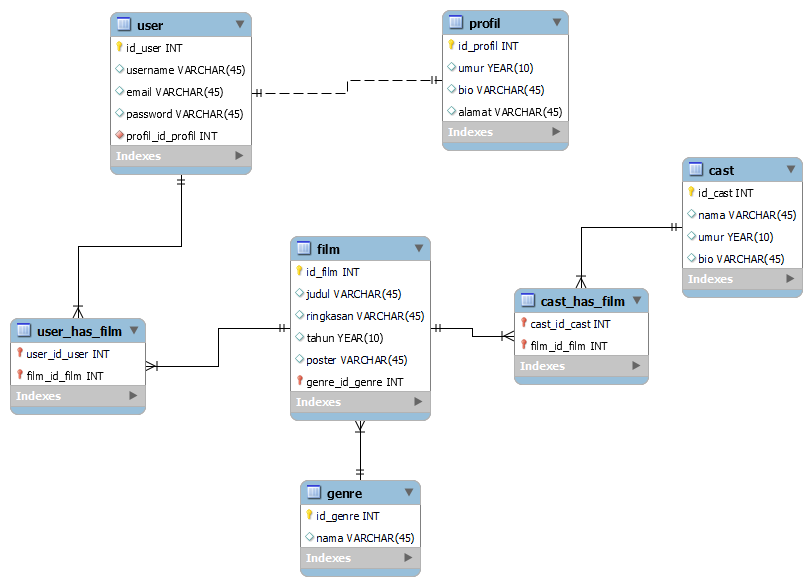 user
id_user INT
username VARCHAR(45)
email VARCHAR(45)
password VARCHAR(45)
profil_id_profil INT
Indexes
profil
id_profil INT
umur YEAR(10)
bio VARCHAR(45)
alamat VARCHAR(45)
Indexes
cast
id_cast INT
nama VARCHAR(45)
umur YEAR(10)
bio VARCHAR(45)
Indexes
film
id_film INT
judul VARCHAR(45)
ringkasan VARCHAR(45)
tahun YEAR(10)
poster VARCHAR(45)
genre_id_genre INT
Indexes
cast_has_film
cast_id_cast INT
film_id_film INT
Indexes
user_has_film
user_id_user INT
film_id_film INT
Indexes
genre
id_genre INT
nama VARCHAR(45)
Indexes